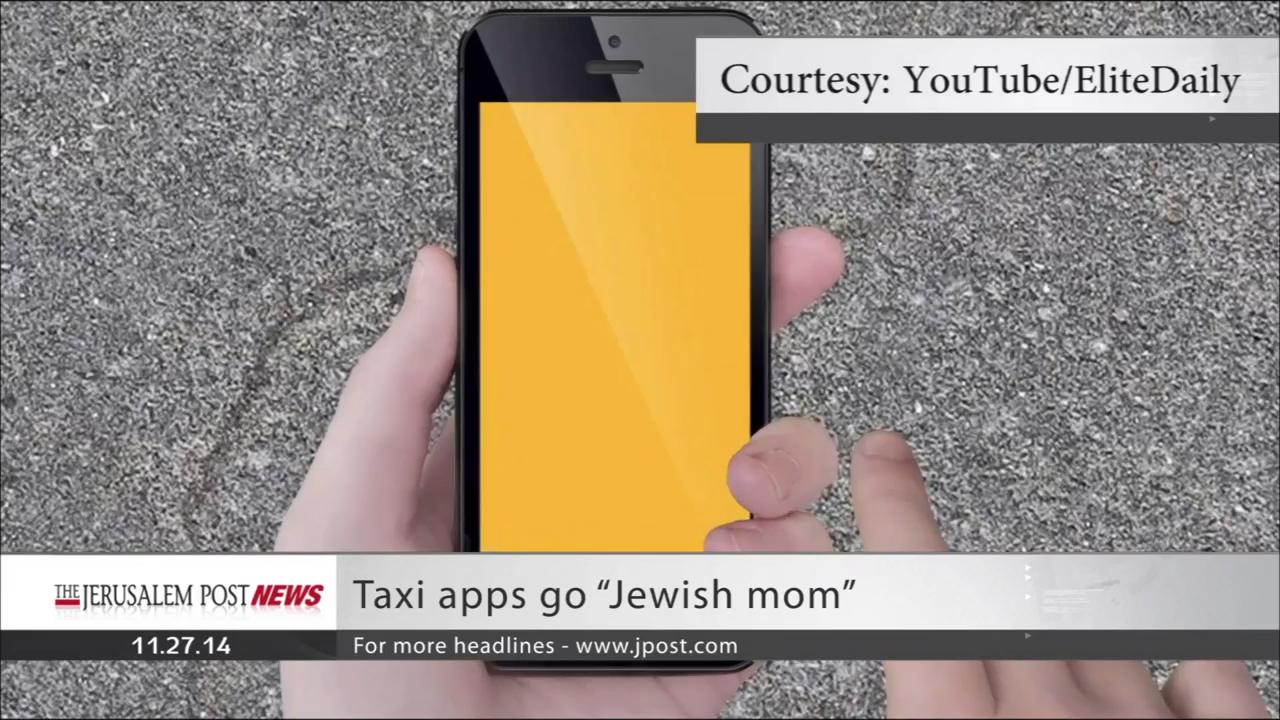 Courtesy: YouTube/EliteDaily
THE JERUSALEM POST NEWS
Taxi apps go “Jewish mom”
11.27.14
For more headlines - www.jpost.com